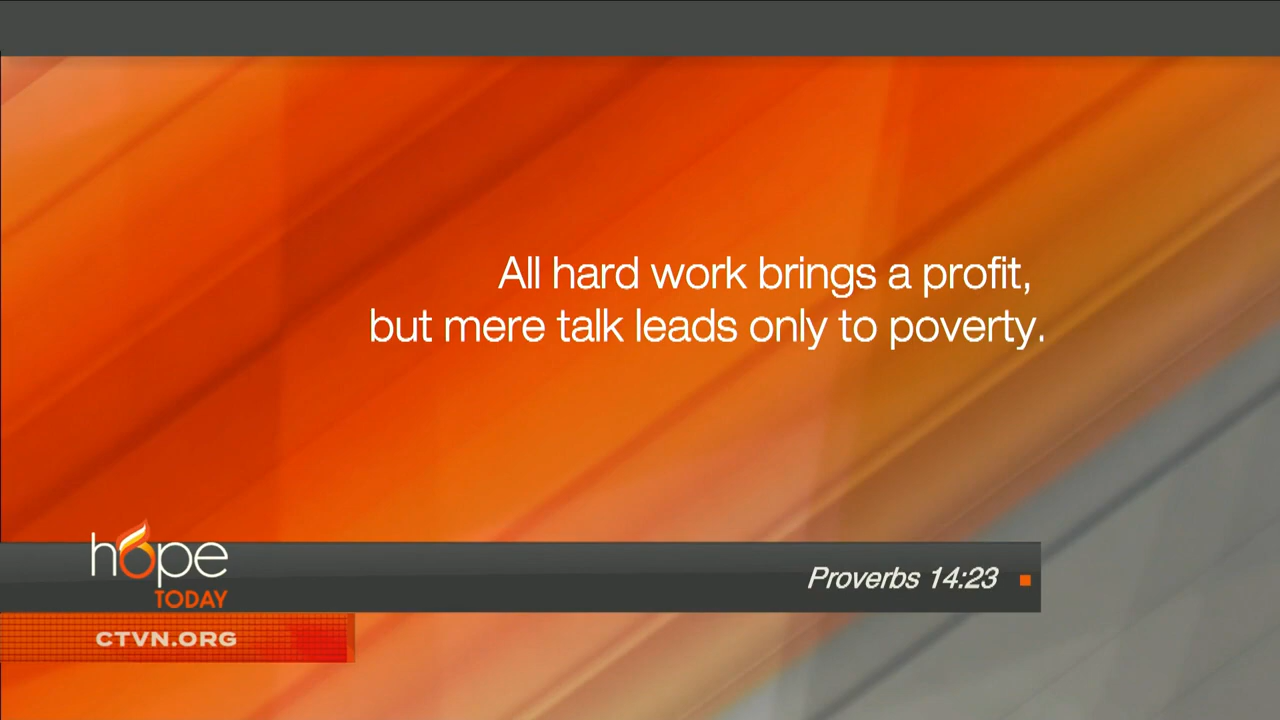 All hard work brings a profit,
but mere talk leads only to poverty.
hope
TODAY
Proverbs 14:23
CTVN.ORG